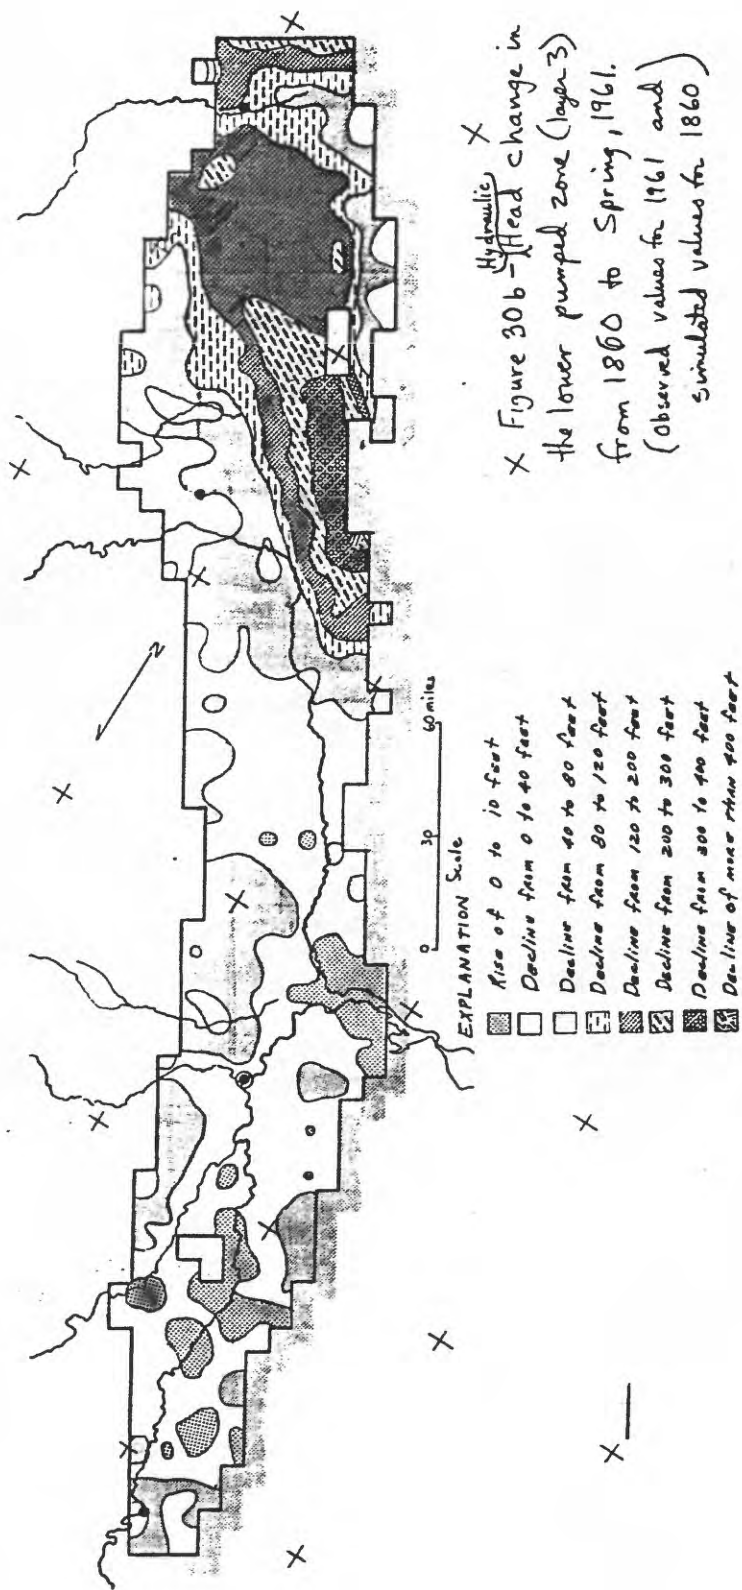 X Figure 30b - Hydraulic Head change in X
the lower pumped zone (layer 3)
from 1860 to Spring, 1961.
(Observed values for 1961 and
simulated values for 1860)
0 30 60 miles
Scale
EXPLANATION
Rise of 0 to 10 feet
Decline from 0 to 40 feet
Decline from 40 to 80 feet
Decline from 80 to 120 feet
Decline from 120 to 200 feet
Decline from 200 to 300 feet
Decline from 300 to 400 feet
Decline of more than 400 feet